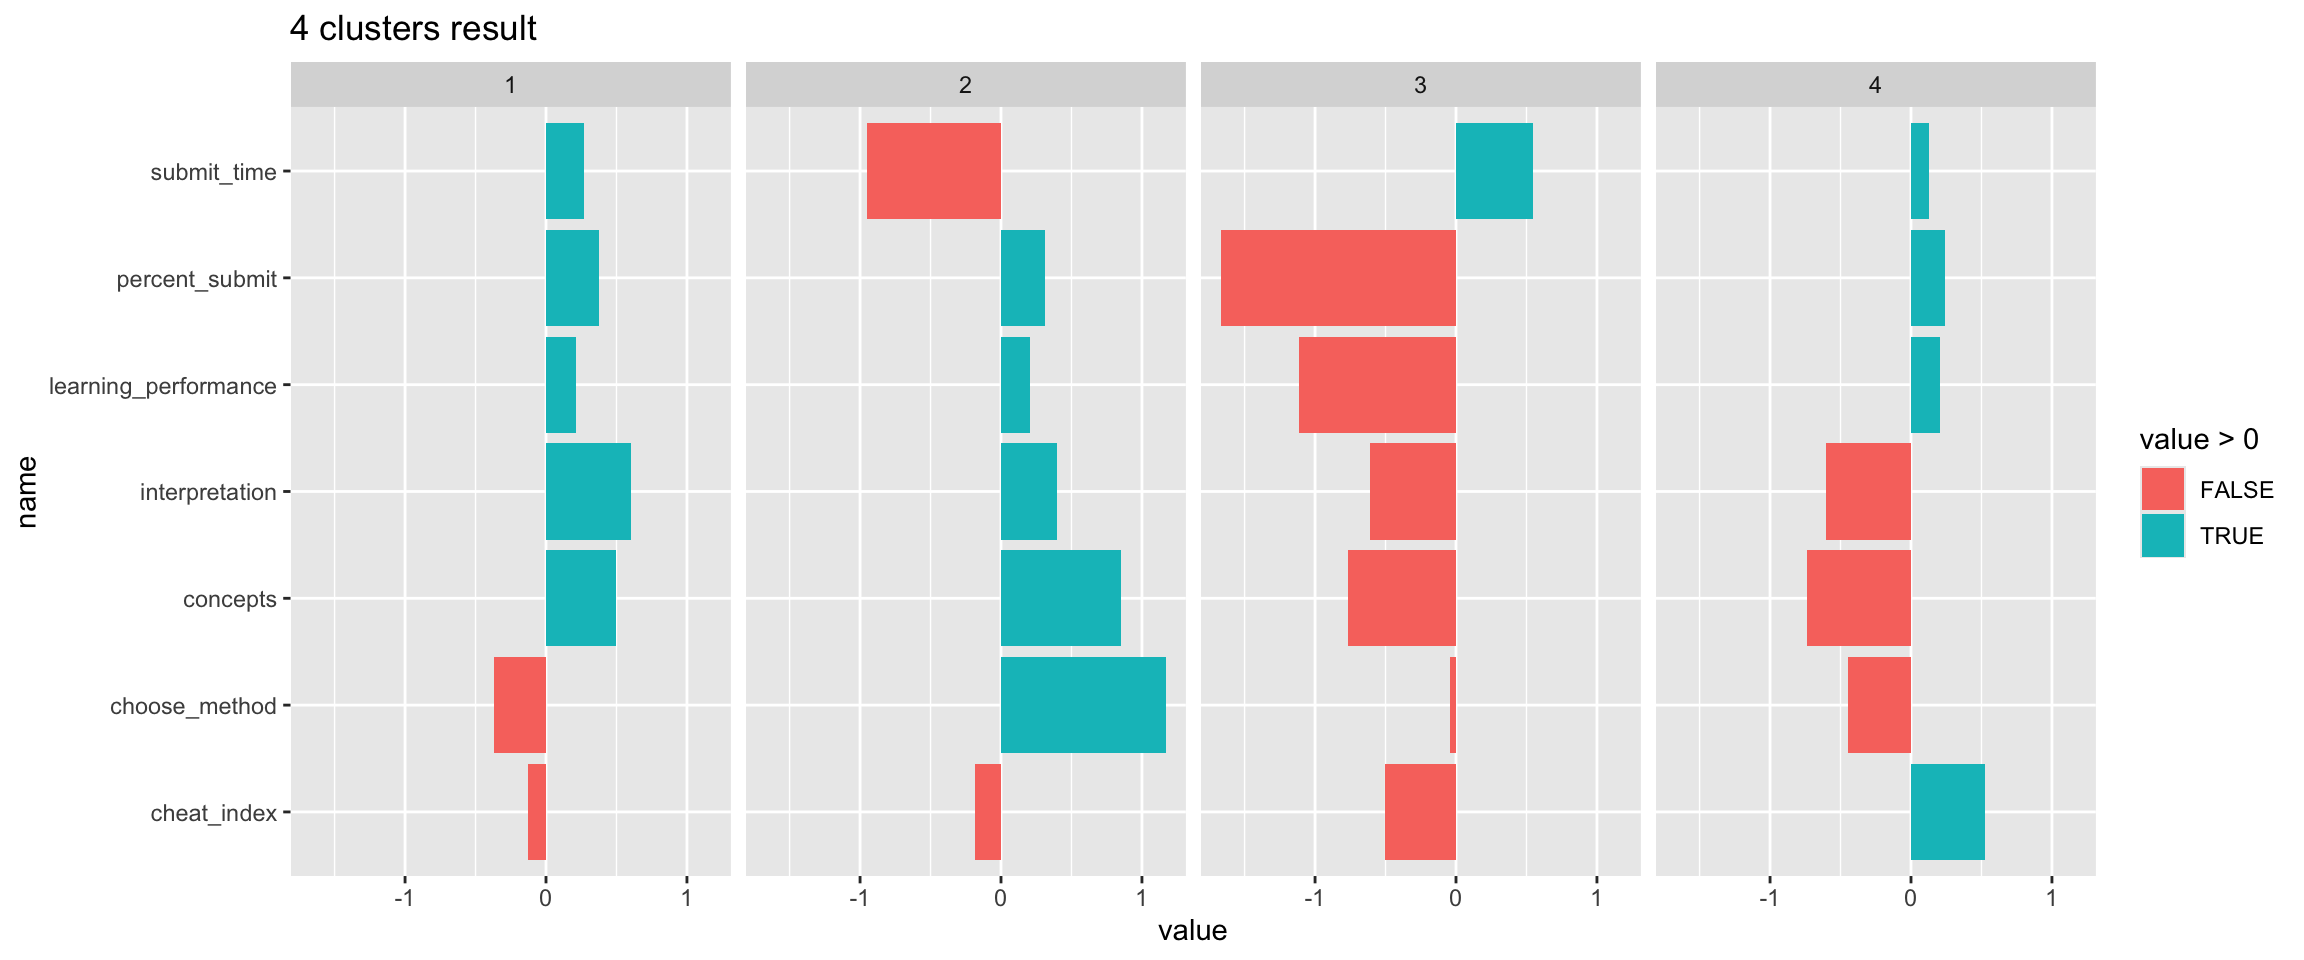 4 clusters result
1 2 3 4
submit_time
percent_submit
learning_performance
interpretation
concepts
choose_method
cheat_index
name
-1 0 1 -1 0 1 -1 0 1 -1 0 1
value
value > 0
FALSE
TRUE